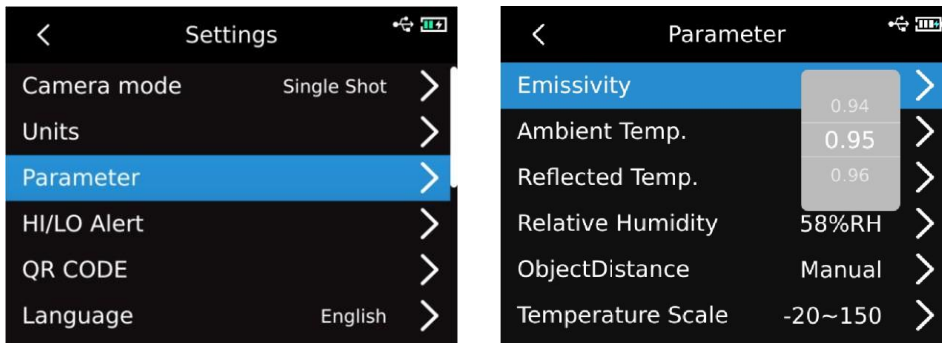 Settings
Camera mode Single Shot
Units
Parameter
HI/LO Alert
QR CODE
Language English
Parameter
Emissivity
0.94
Ambient Temp. 0.95
Reflected Temp. 0.96
Relative Humidity 58%RH
ObjectDistance Manual
Temperature Scale -20~150